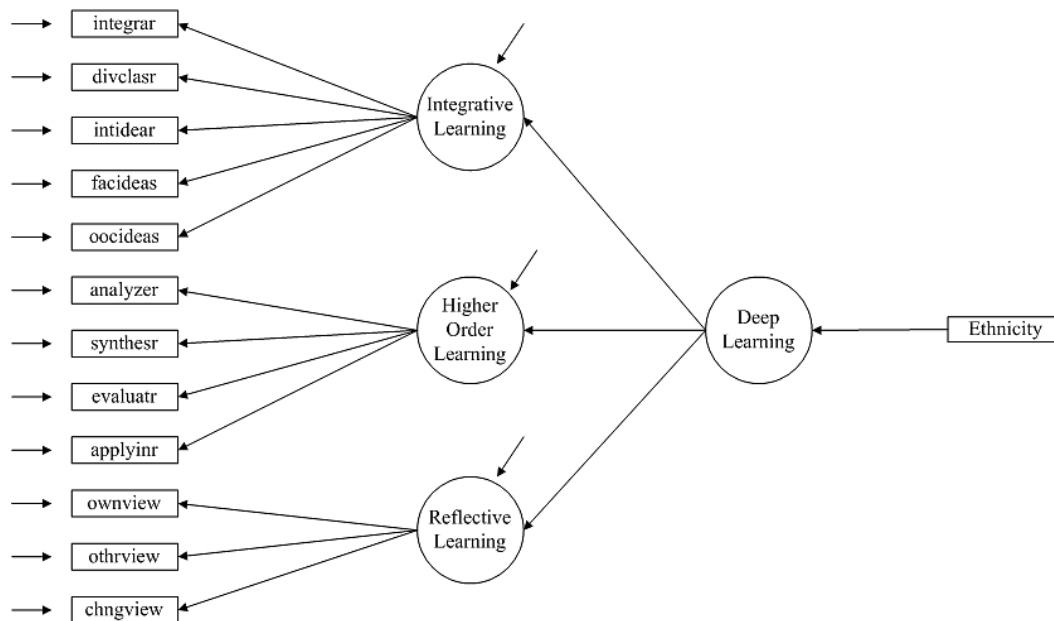 integrar
divclasr
intidear
facideas
oocideas
analyzer
synthesr
evaluatr
applyinr
ownview
othrview
chngview
Integrative
Learning
Higher
Order
Learning
Reflective
Learning
Deep
Learning
Ethnicity